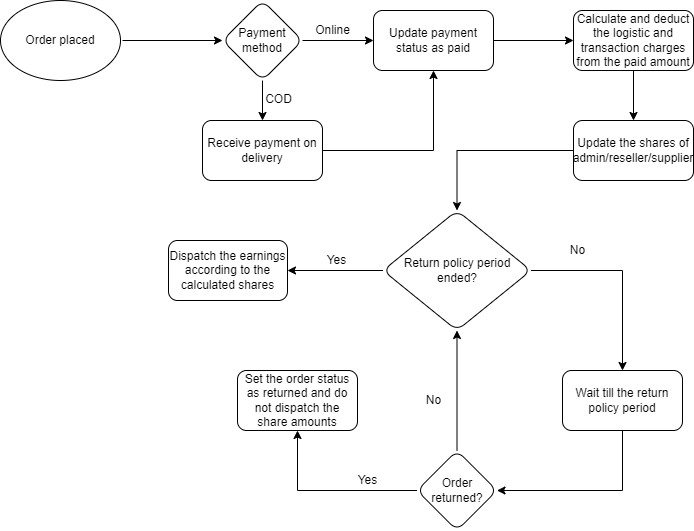 Order placed
Payment
method
Online
Update payment
status as paid
Calculate and deduct
the logistic and
transaction charges
from the paid amount
COD
Receive payment on
delivery
Update the shares of
admin/reseller/supplier
Return policy period
ended?
Yes
Dispatch the earnings
according to the
calculated shares
No
Wait till the return
policy period
Order
returned?
No
Yes
Set the order status
as returned and do
not dispatch the
share amounts